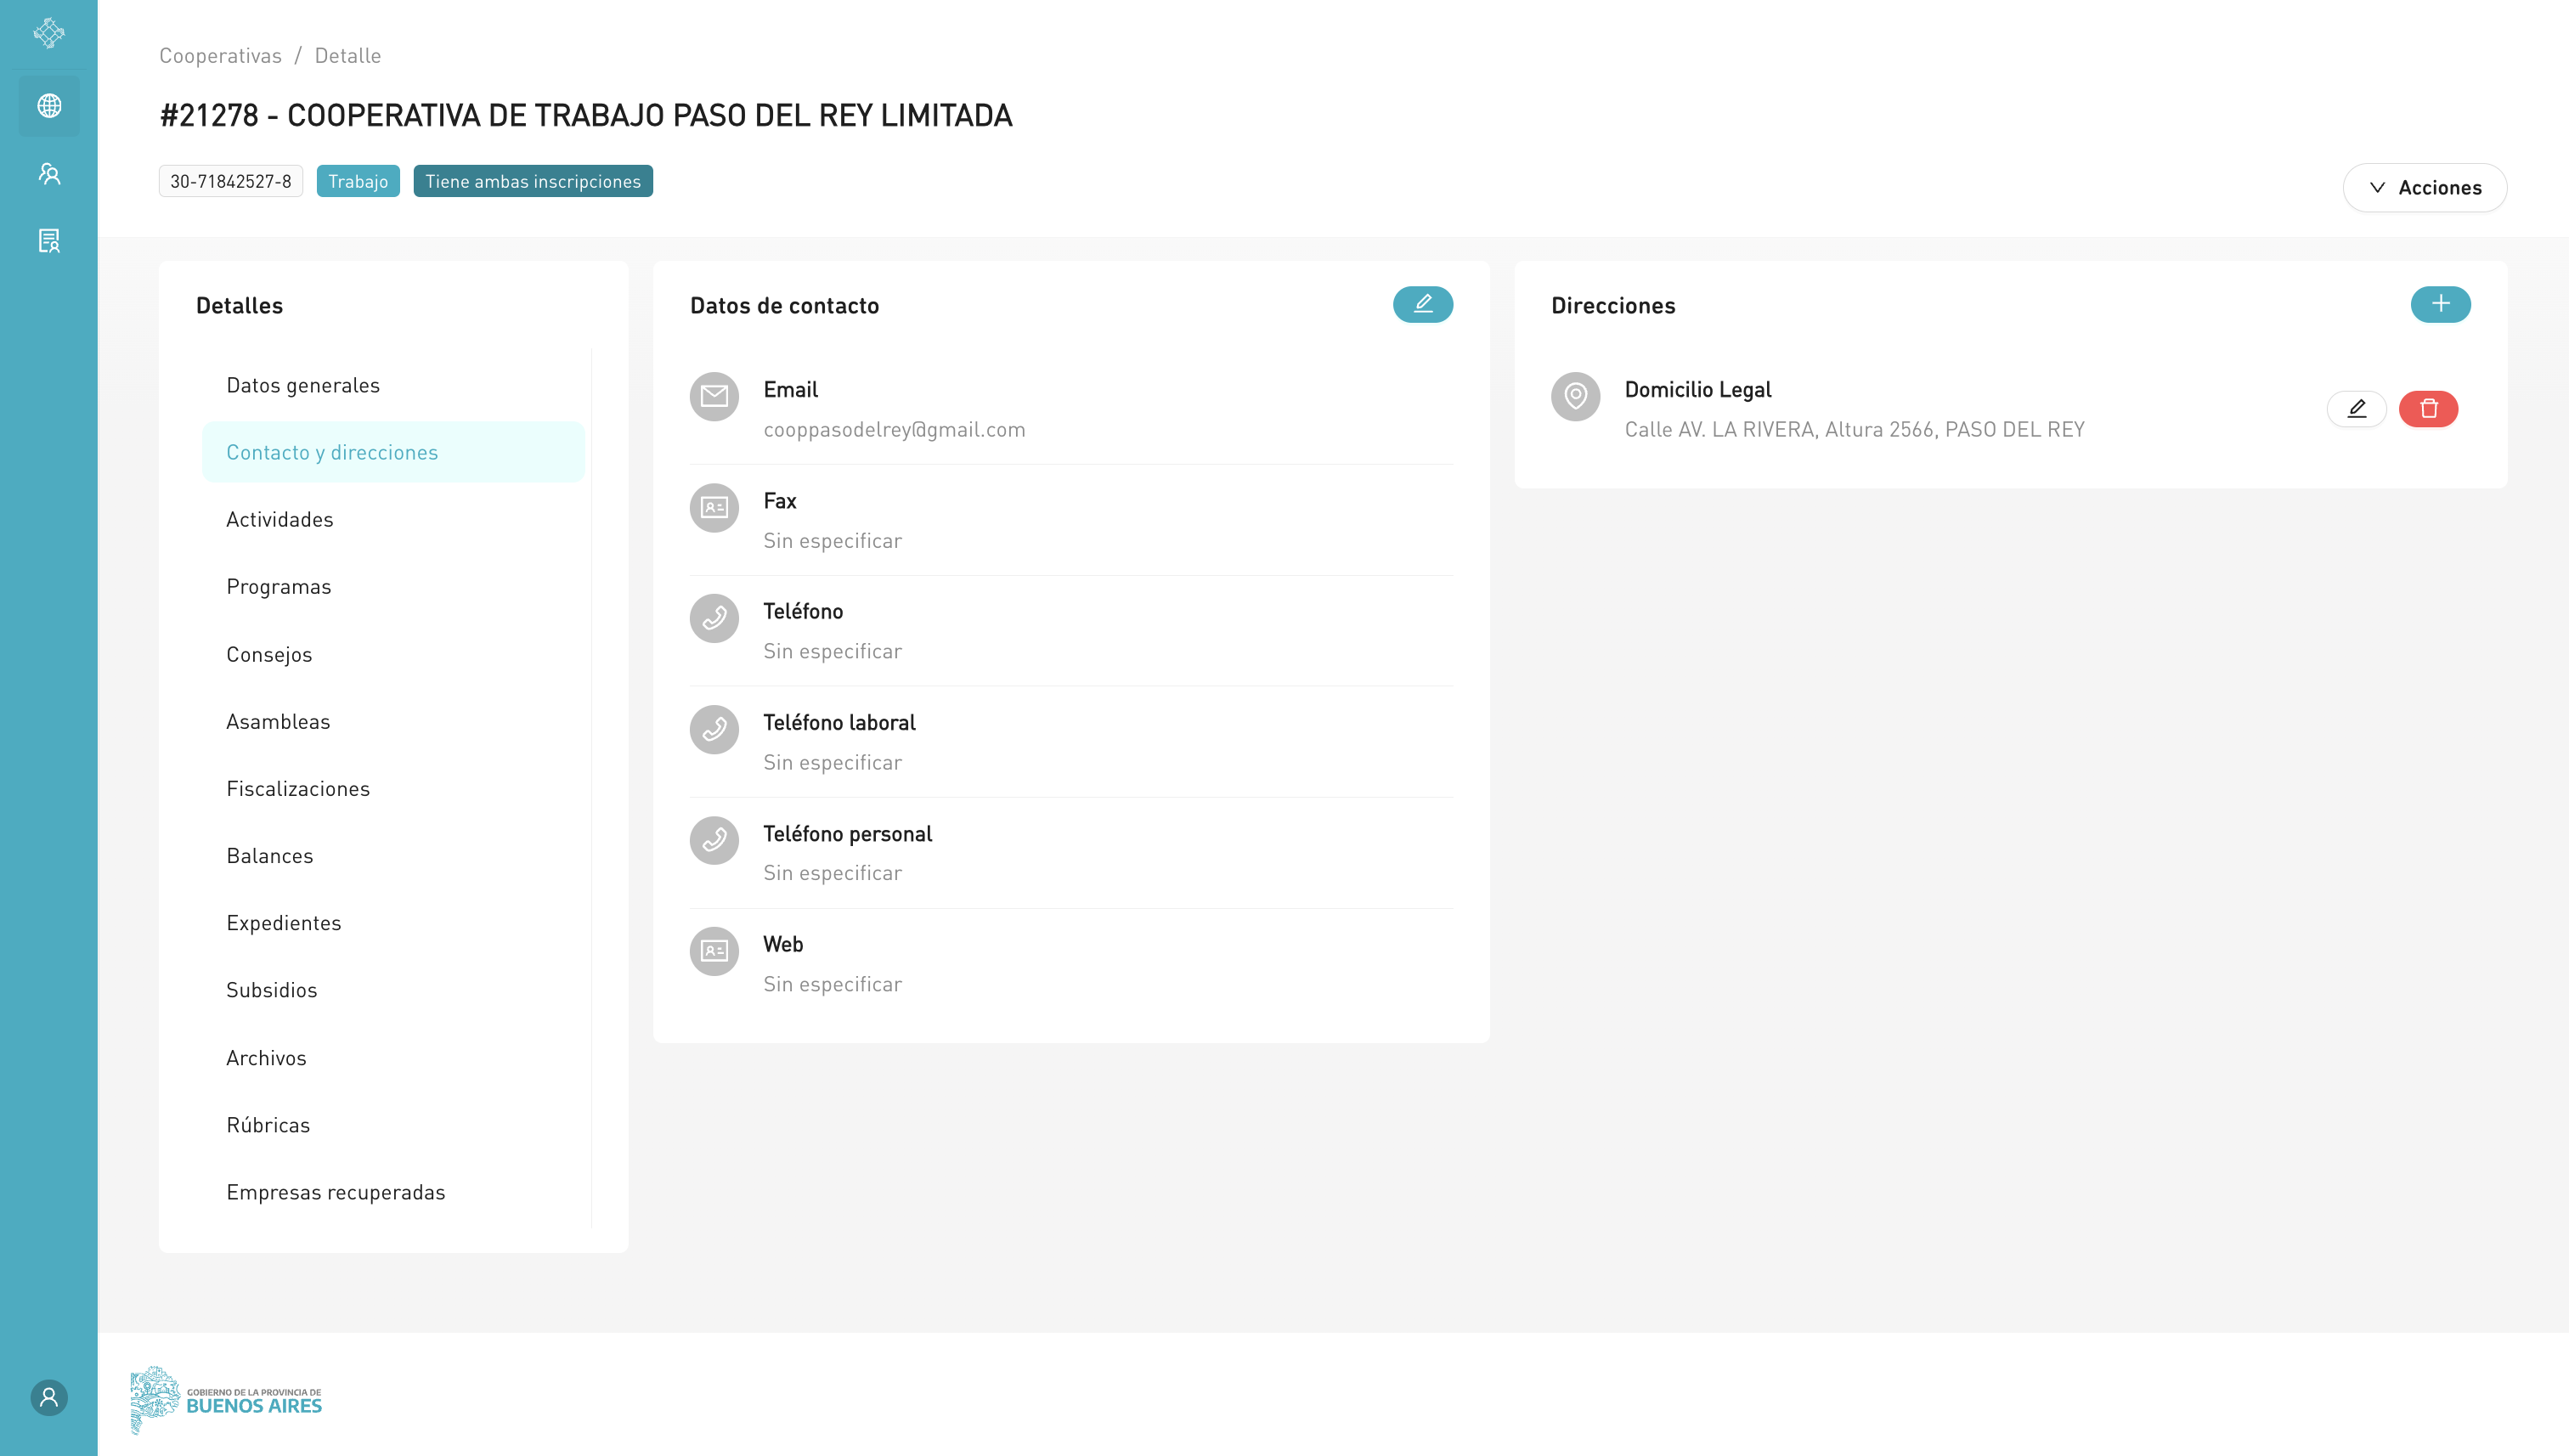 Cooperativas / Detalle
#21278 - COOPERATIVA DE TRABAJO PASO DEL REY LIMITADA
30-71842527-8 Trabajo Tiene ambas inscripciones
Acciones
Detalles
Datos generales
Contacto y direcciones
Actividades
Programas
Consejos
Asambleas
Fiscalizaciones
Balances
Expedientes
Subsidios
Archivos
Rúbricas
Empresas recuperadas
Datos de contacto
Email
cooppasodelrey@gmail.com
Fax
Sin especificar
Teléfono
Sin especificar
Teléfono laboral
Sin especificar
Teléfono personal
Sin especificar
Web
Sin especificar
Direcciones
Domicilio Legal
Calle AV. LA RIVERA, Altura 2566, PASO DEL REY
GOBIERNO DE LA PROVINCIA DE
BUENOS AIRES